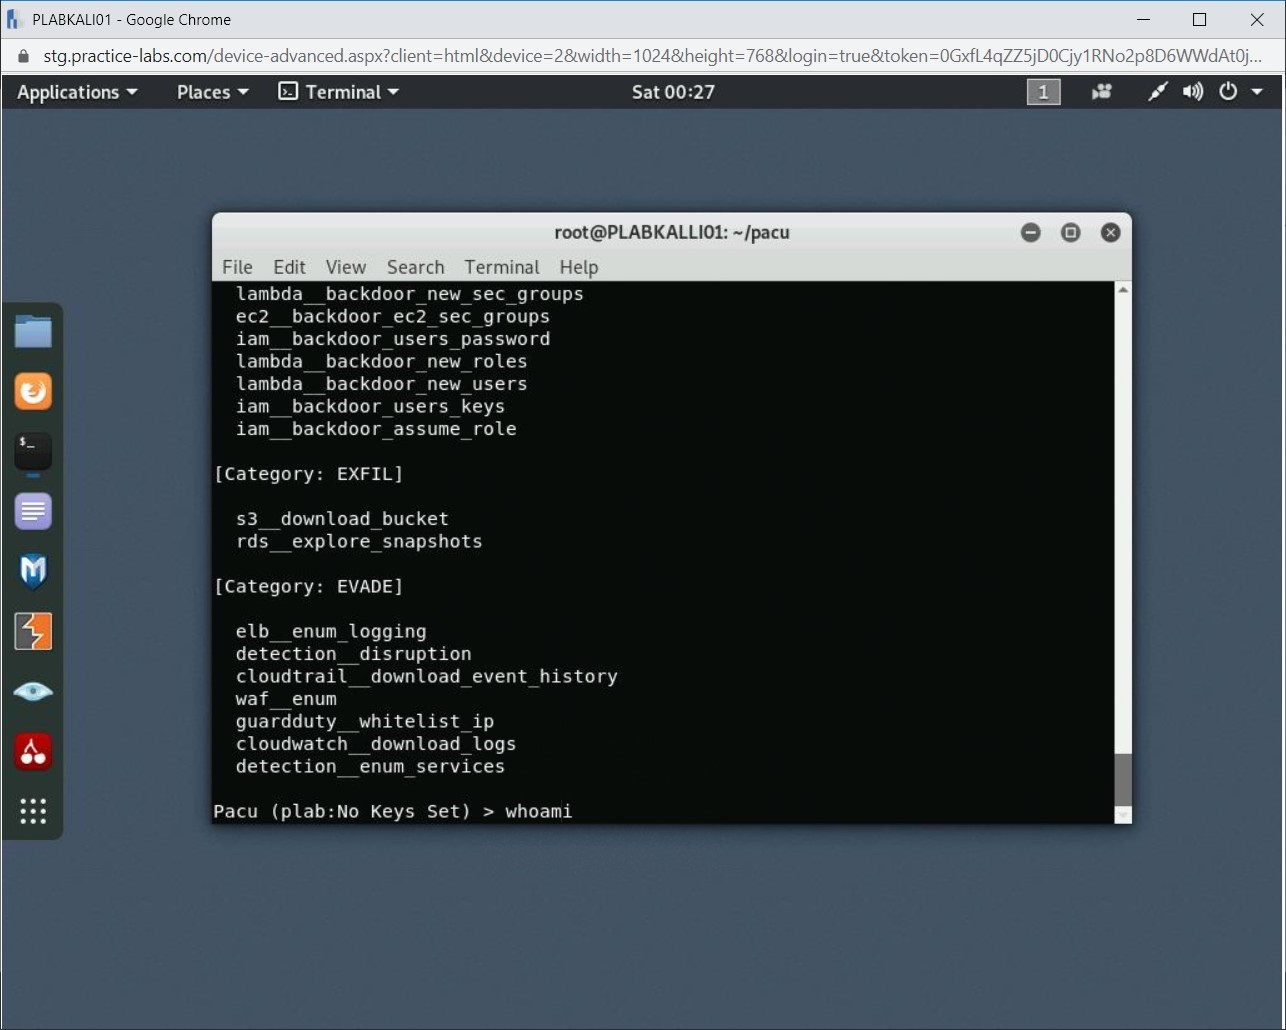 PLABKALI01 - Google Chrome
stg.practice-labs.com/device-advanced.aspx?client=html&device=2&width=1024&height=768&login=true&token=0GxfL4qZZ5jD0Cjy1RNo2p8D6WWdAt0j...
Applications Places Terminal Sat 00:27 1
root@PLABKALLI01: ~/pacu
File Edit View Search Terminal Help
lambda__backdoor_new_sec_groups
ec2__backdoor_ec2_sec_groups
iam__backdoor_users_password
lambda__backdoor_new_roles
lambda__backdoor_new_users
iam__backdoor_users_keys
iam__backdoor_assume_role
[Category: EXFIL]
s3__download_bucket
rds__explore_snapshots
[Category: EVADE]
elb__enum_logging
detection__disruption
cloudtrail__download_event_history
waf__enum
guardduty__whitelist_ip
cloudwatch__download_logs
detection__enum_services
Pacu (plab:No Keys Set) > whoami
$_